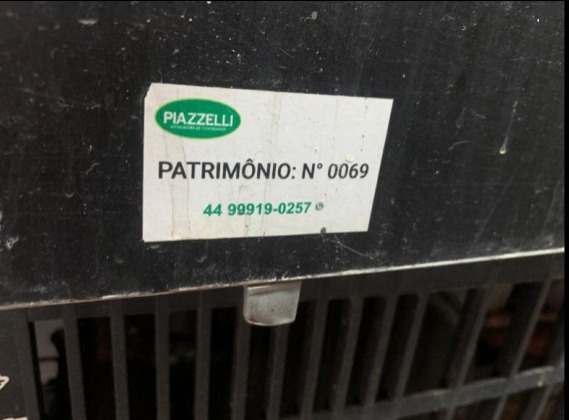 PIAZZELLI
PATRIMÔNIO: N° 0069
44 99919-0257